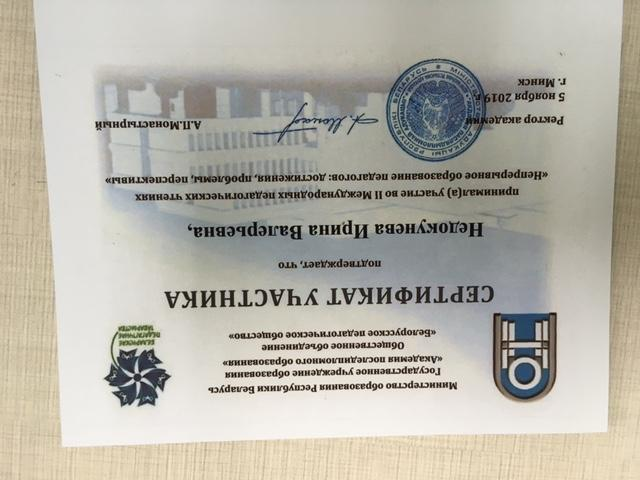 Министерство образования Республики Беларусь
Государственное учреждение образования
«Академия последипломного образования»
Общественное объединение
«Белорусское педагогическое общество»
БЕЛАРУСКАЕ
ПЕДАГАГІЧНАЕ
ТАВАРЫСТВА
СЕРТИФИКАТ УЧАСТНИКА
подтверждает, что
Недокунева Ирина Валерьевна,
принимал(а) участие во II Международных педагогических чтениях
«Непрерывное образование педагогов: достижения, проблемы, перспективы»
Ректор академии
А.П.Монастырный
5 ноября 2019 г.
г. Минск